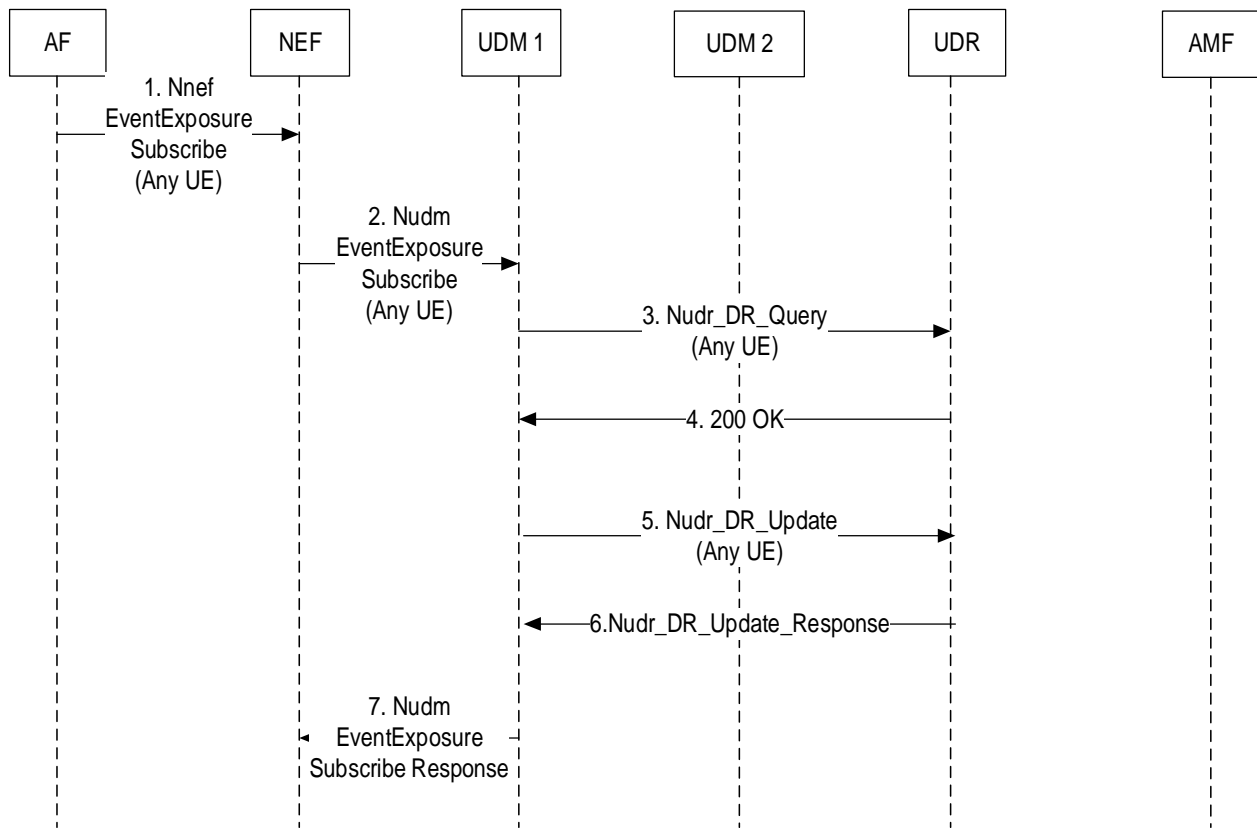 AF
NEF
UDM 1
UDM 2
UDR
AMF
1. Nnef
EventExposure
Subscribe
(Any UE)
2. Nudm
EventExposure
Subscribe
(Any UE)
3. Nudr_DR_Query
(Any UE)
4. 200 OK
5. Nudr_DR_Update
(Any UE)
6.Nudr_DR_Update_Response
7. Nudm
EventExposure
Subscribe Response